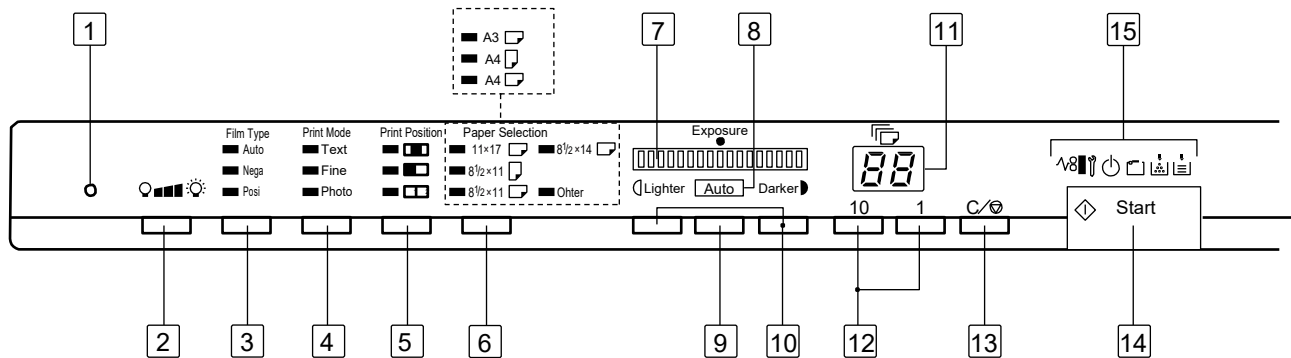 1
7
8
11
15
A3
A4
A4
Film Type
Auto
Nega
Posi
Print Mode
Text
Fine
Photo
Print Position
Paper Selection
11×17
8½×14
8½×11
8½×11
Ohter
Exposure
Lighter
Auto
Darker
88
10
1
C/
Start
2
3
4
5
6
9
10
12
13
14